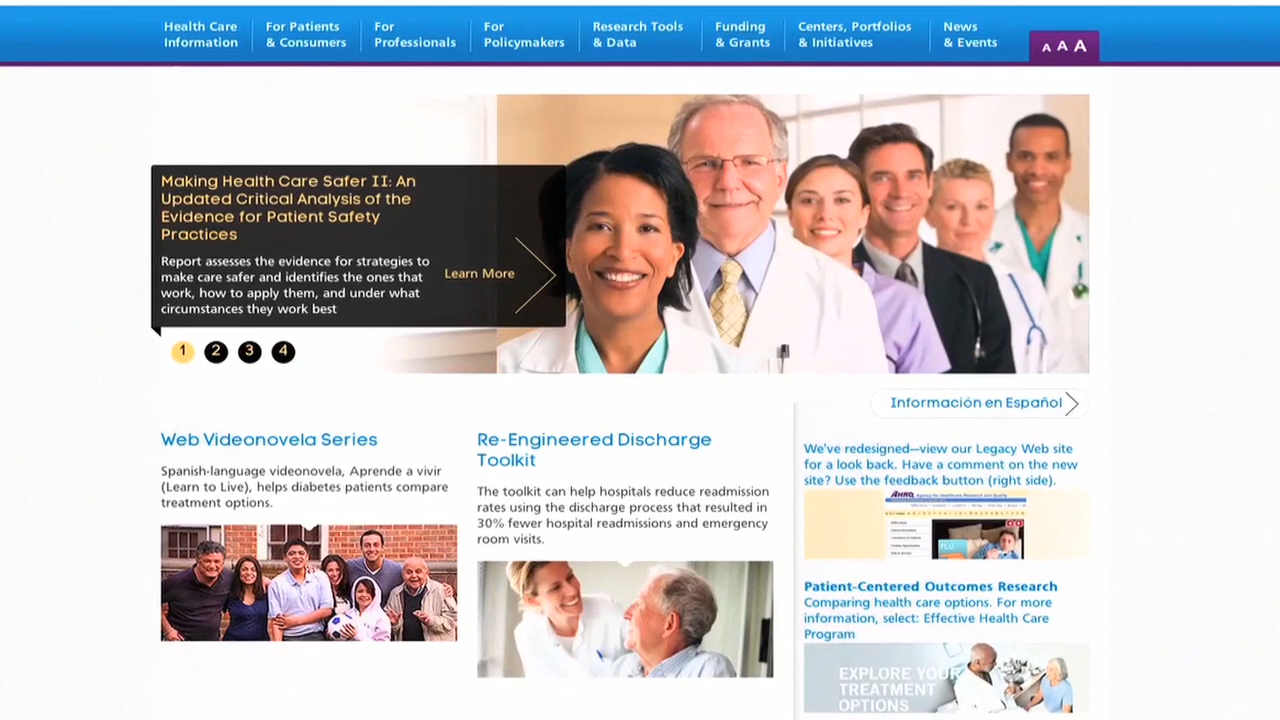 Health Care
Information
For Patients
& Consumers
For
Professionals
For
Policymakers
Research Tools
& Data
Funding
& Grants
Centers, Portfolios
& Initiatives
News
& Events
A A A
Making Health Care Safer II: An
Updated Critical Analysis of the
Evidence for Patient Safety
Practices
Report assesses the evidence for strategies to
make care safer and identifies the ones that
work, how to apply them, and under what
circumstances they work best
Learn More
1 2 3 4
Información en Español
Web Videonovela Series
Spanish-language videonovela, Aprende a vivir
(Learn to Live), helps diabetes patients compare
treatment options.
Re-Engineered Discharge
Toolkit
The toolkit can help hospitals reduce readmission
rates using the discharge process that resulted in
30% fewer hospital readmissions and emergency
room visits.
We've redesigned—view our Legacy Web site
for a look back. Have a comment on the new
site? Use the feedback button (right side).
AHRQ Agency for Healthcare Research and Quality
FLU
Patient-Centered Outcomes Research
Comparing health care options. For more
information, select: Effective Health Care
Program
EXPLORE YOUR
TREATMENT
OPTIONS